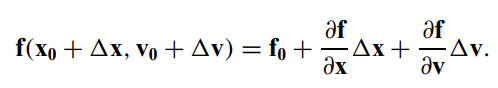 f(x₀ + Δx, v₀ + Δv) = f₀ + ∂f/∂x Δx + ∂f/∂v Δv.